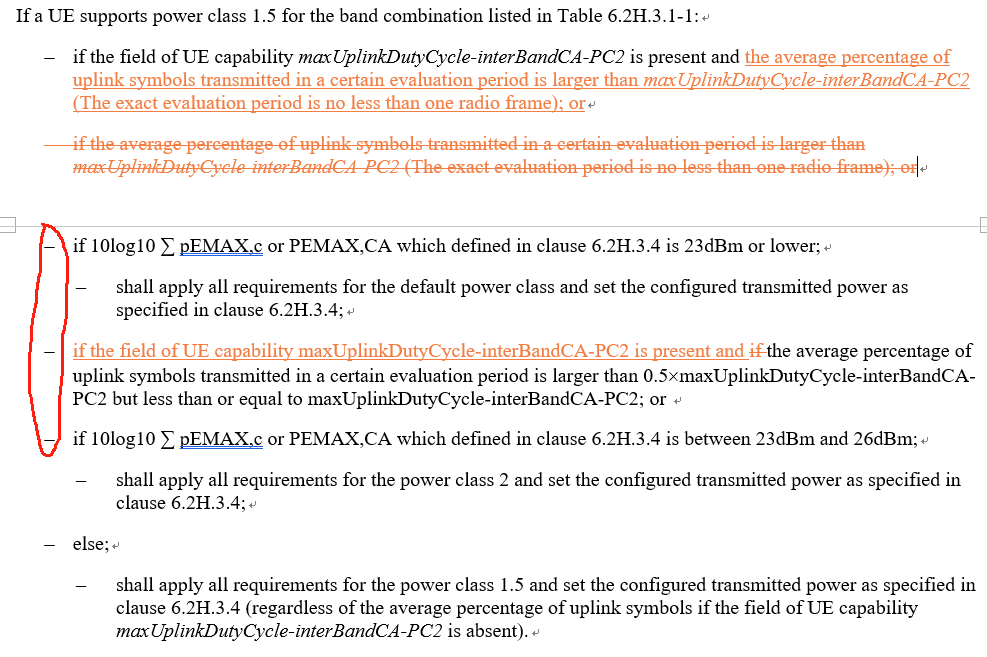 If a UE supports power class 1.5 for the band combination listed in Table 6.2H.3.1-1:
– if the field of UE capability maxUplinkDutyCycle-interBandCA-PC2 is present and the average percentage of
uplink symbols transmitted in a certain evaluation period is larger than maxUplinkDutyCycle-interBandCA-PC2
(The exact evaluation period is no less than one radio frame); or
if the average percentage of uplink symbols transmitted in a certain evaluation period is larger than
maxUplinkDutyCycle-interBandCA-PC2 (The exact evaluation period is no less than one radio frame); or
– if 10log10 ∑ pEMAX,c or PEMAX,CA which defined in clause 6.2H.3.4 is 23dBm or lower;
– shall apply all requirements for the default power class and set the configured transmitted power as
specified in clause 6.2H.3.4;
– if the field of UE capability maxUplinkDutyCycle-interBandCA-PC2 is present and if the average percentage of
uplink symbols transmitted in a certain evaluation period is larger than 0.5×maxUplinkDutyCycle-interBandCA-
PC2 but less than or equal to maxUplinkDutyCycle-interBandCA-PC2; or
– if 10log10 ∑ pEMAX,c or PEMAX,CA which defined in clause 6.2H.3.4 is between 23dBm and 26dBm;
– shall apply all requirements for the power class 2 and set the configured transmitted power as specified in
clause 6.2H.3.4;
– else;
– shall apply all requirements for the power class 1.5 and set the configured transmitted power as specified in
clause 6.2H.3.4 (regardless of the average percentage of uplink symbols if the field of UE capability
maxUplinkDutyCycle-interBandCA-PC2 is absent).